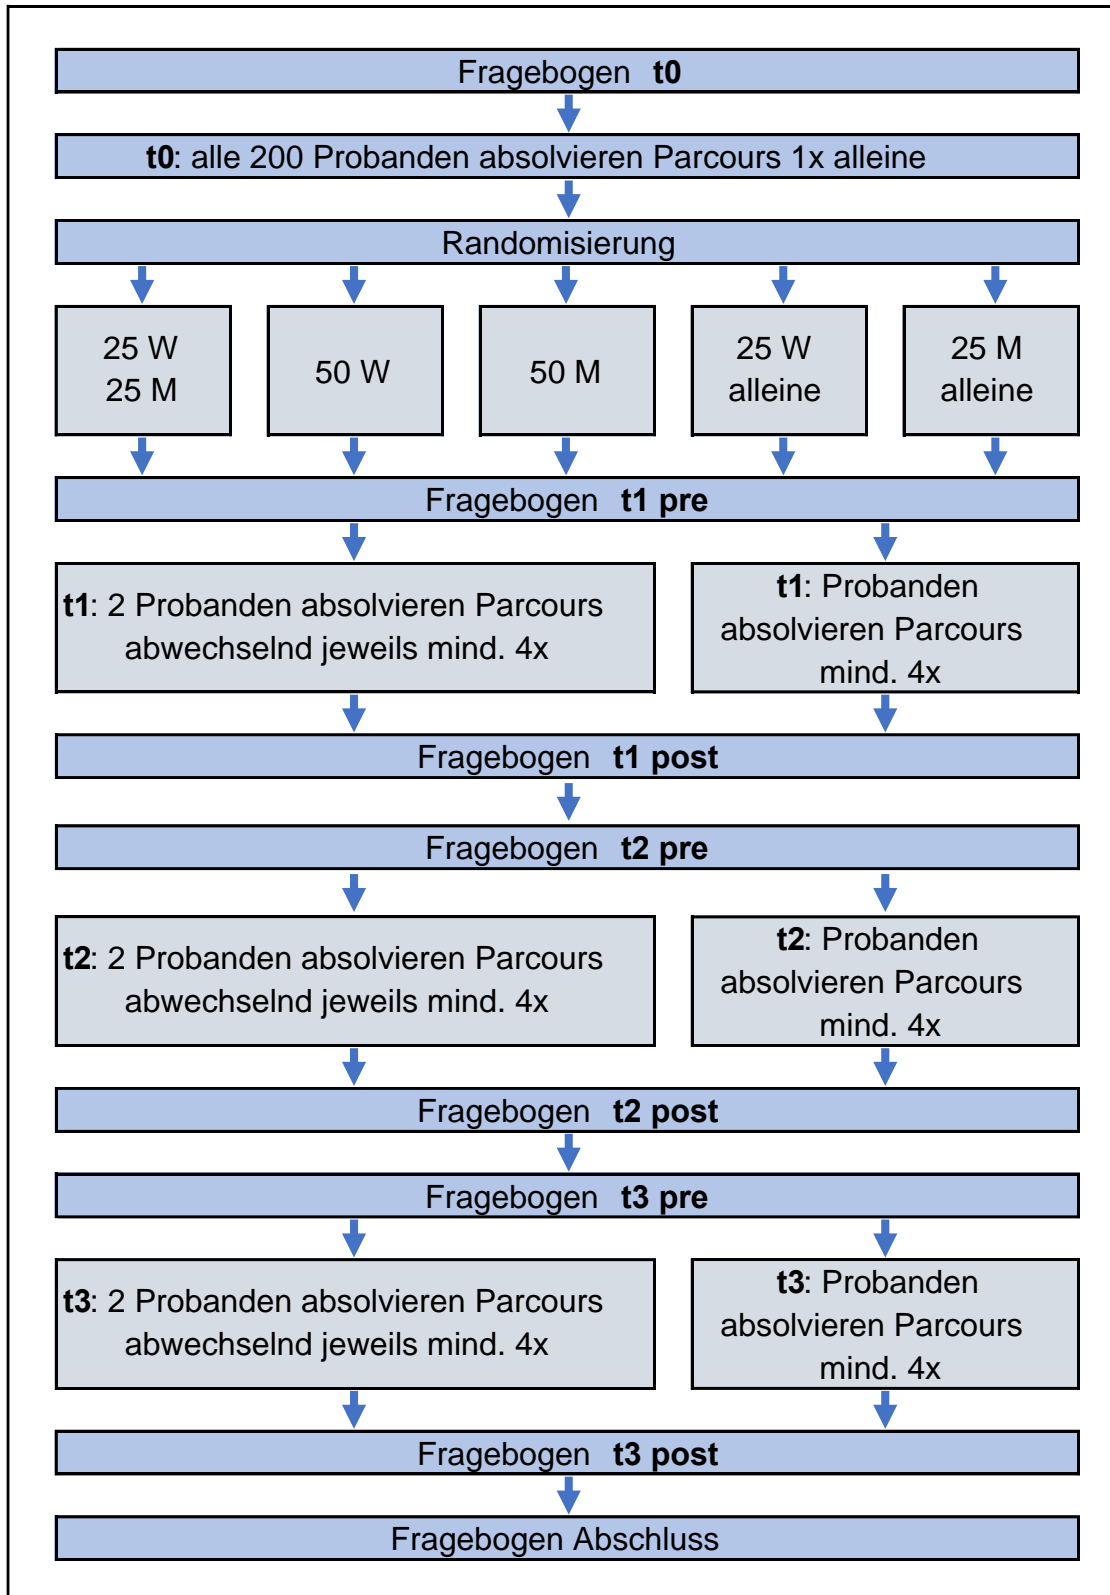 Fragebogen t0
t0: alle 200 Probanden absolvieren Parcours 1x alleine
Randomisierung
25 W
25 M
50 W
50 M
25 W
alleine
25 M
alleine
Fragebogen t1 pre
t1: 2 Probanden absolvieren Parcours
abwechselnd jeweils mind. 4x
t1: Probanden
absolvieren Parcours
mind. 4x
Fragebogen t1 post
Fragebogen t2 pre
t2: 2 Probanden absolvieren Parcours
abwechselnd jeweils mind. 4x
t2: Probanden
absolvieren Parcours
mind. 4x
Fragebogen t2 post
Fragebogen t3 pre
t3: 2 Probanden absolvieren Parcours
abwechselnd jeweils mind. 4x
t3: Probanden
absolvieren Parcours
mind. 4x
Fragebogen t3 post
Fragebogen Abschluss